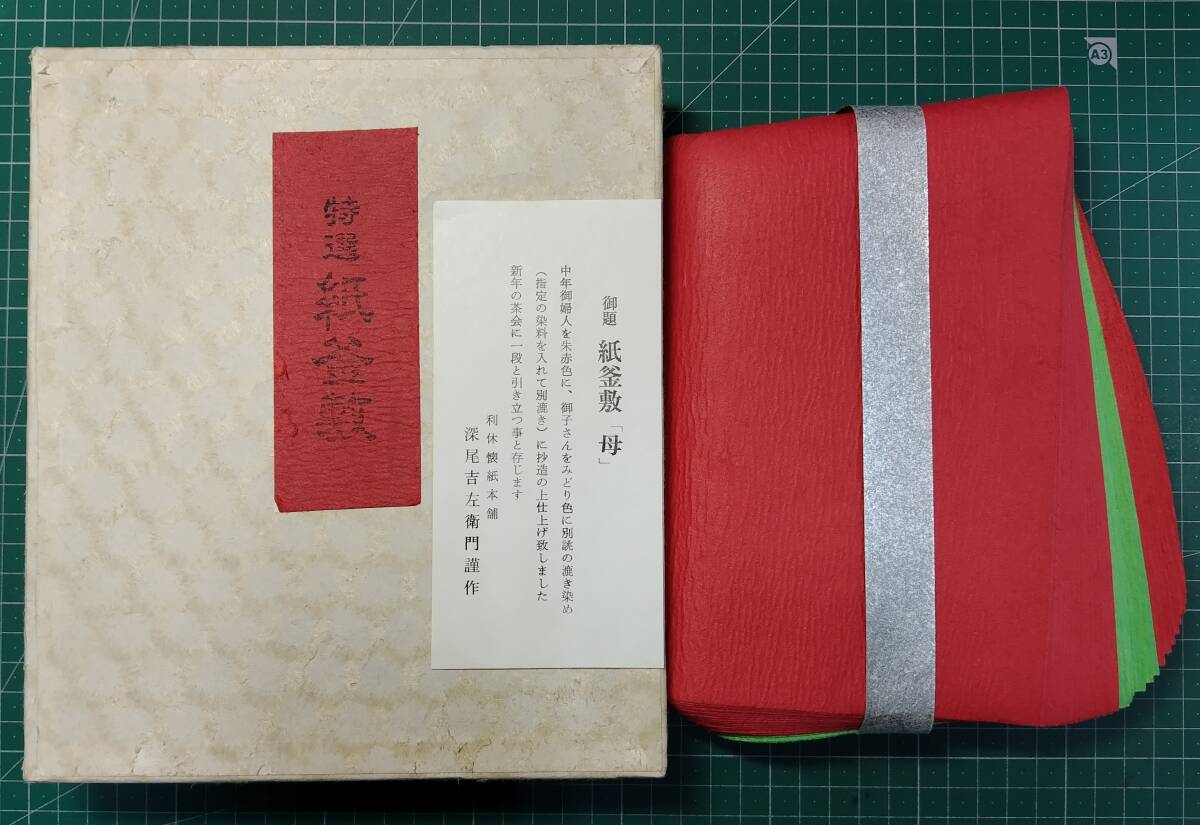 特選 紙釜敷
御題 紙釜敷「母」
中年御婦人を朱赤色に、御子さんをみどり色に別誂の漉き染め
（指定の染料を入れて別漉き）に抄造の上仕上げ致しました
新年の茶会に一段と引き立つ事と存じます
利休懐紙本舗
深尾吉左衛門謹作
A3